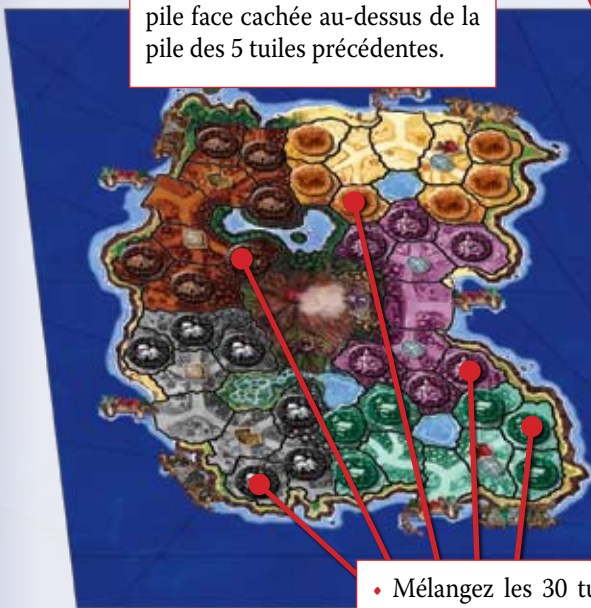 pile face cachée au-dessus de la
pile des 5 tuiles précédentes.
• Mélangez les 30 tu